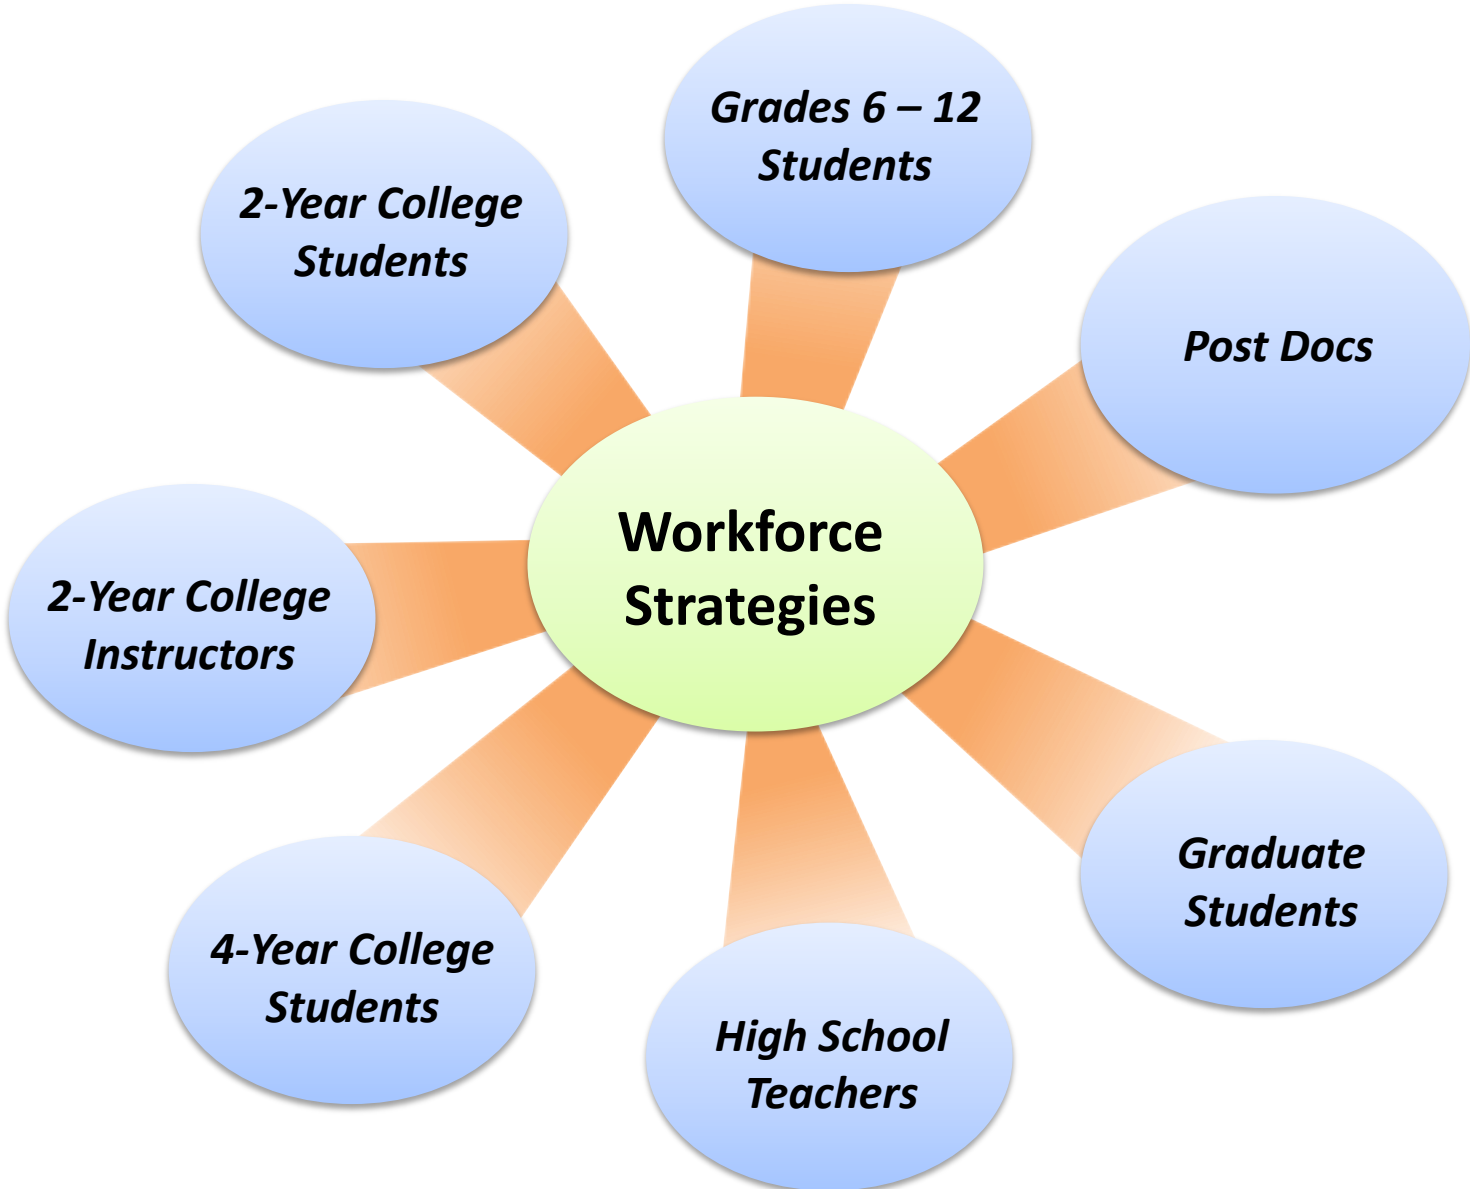 Grades 6 – 12
Students
2-Year College
Students
Post Docs
Workforce
Strategies
2-Year College
Instructors
Graduate
Students
4-Year College
Students
High School
Teachers